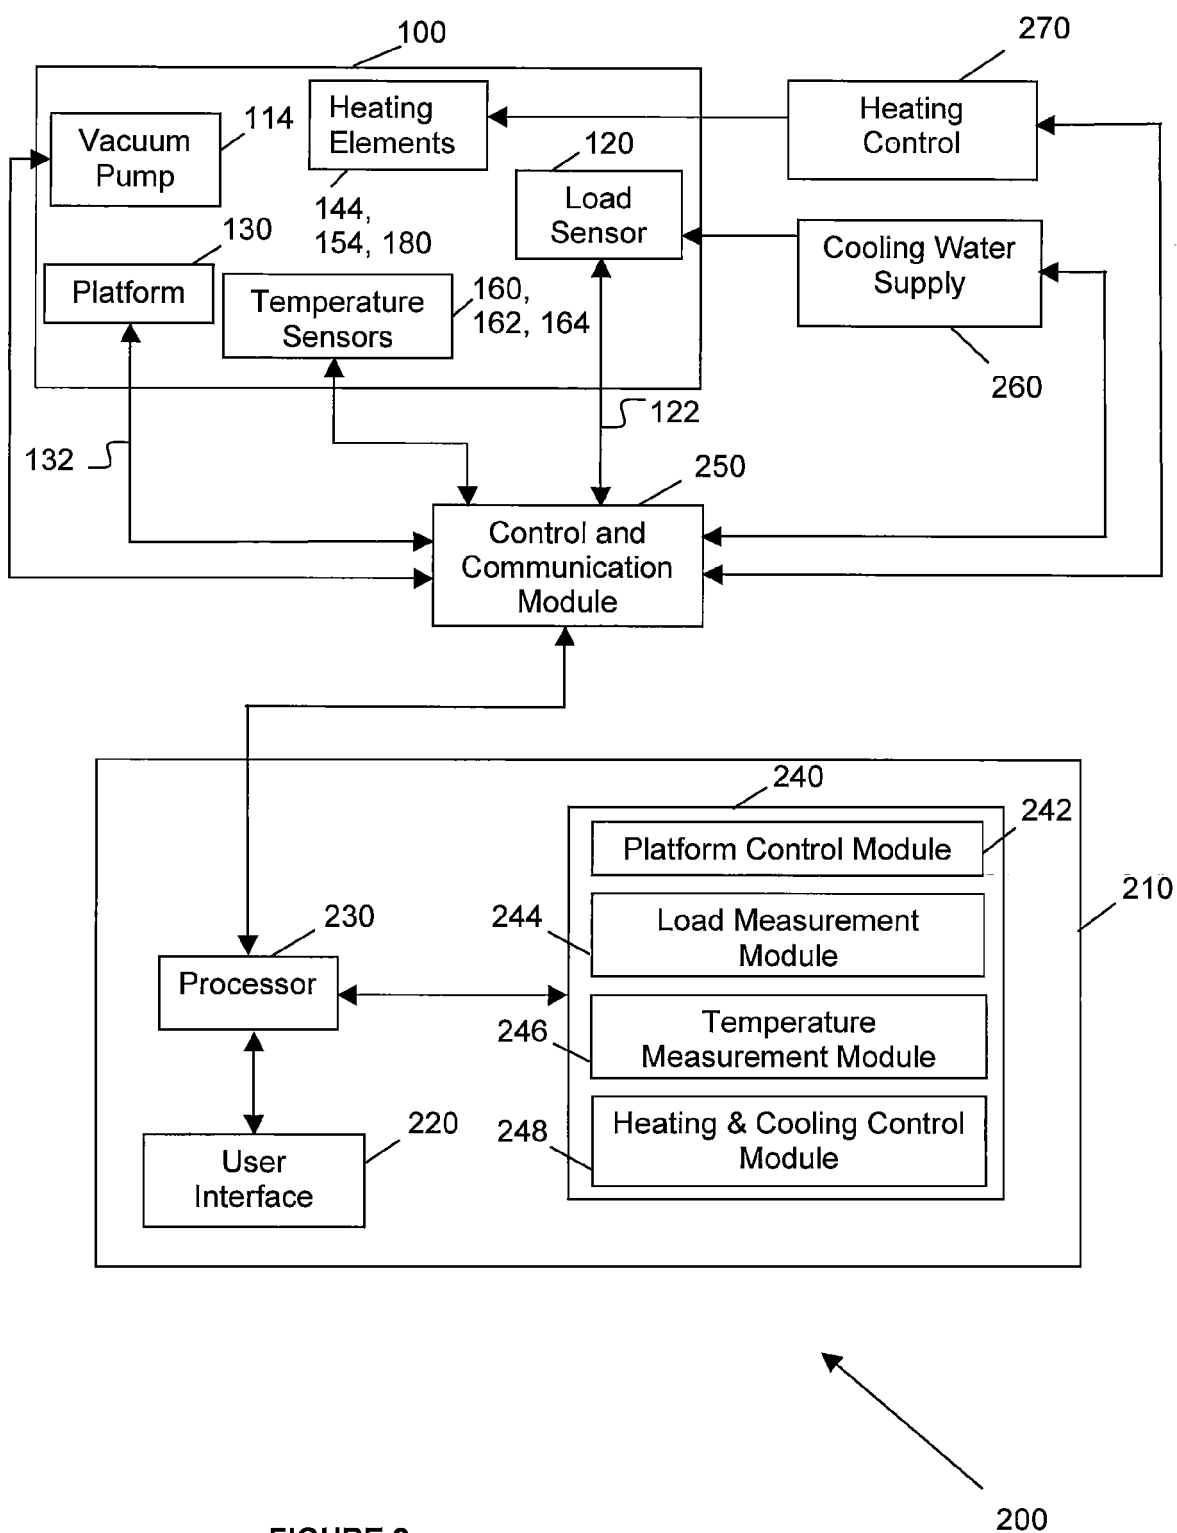 100
270
Vacuum
Pump
114
Heating
Elements
144,
154, 180
120
Load
Sensor
Heating
Control
Cooling Water
Supply
260
130
Platform
Temperature
Sensors
160,
162, 164
132
122
250
Control and
Communication
Module
240
242
Platform Control Module
210
244
Load Measurement
Module
230
Processor
246
Temperature
Measurement Module
220
User
Interface
248
Heating & Cooling Control
Module
200
FIGURE